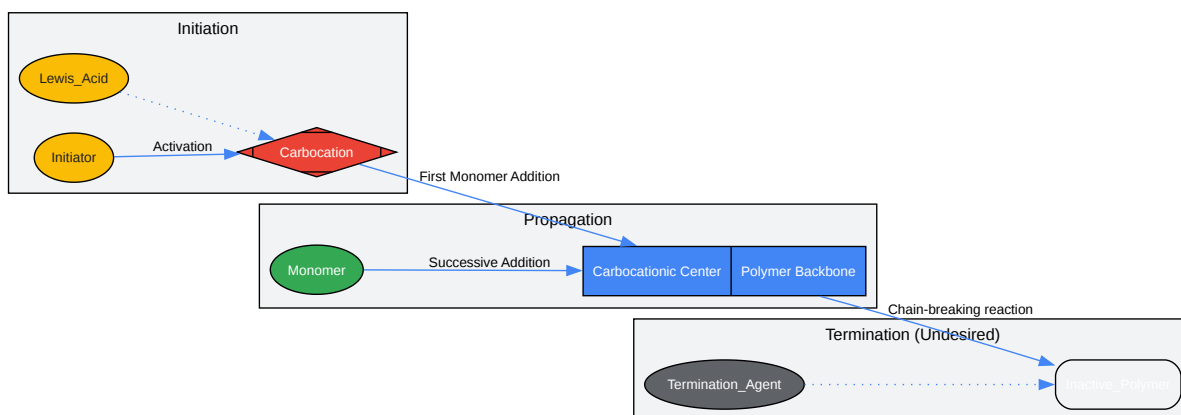 Initiation
Lewis_Acid
Initiator
Activation
Carbocation
First Monomer Addition
Propagation
Monomer
Successive Addition
Carbocationic Center
Polymer Backbone
Chain-breaking reaction
Termination (Undesired)
Termination_Agent
Inactive_Polymer